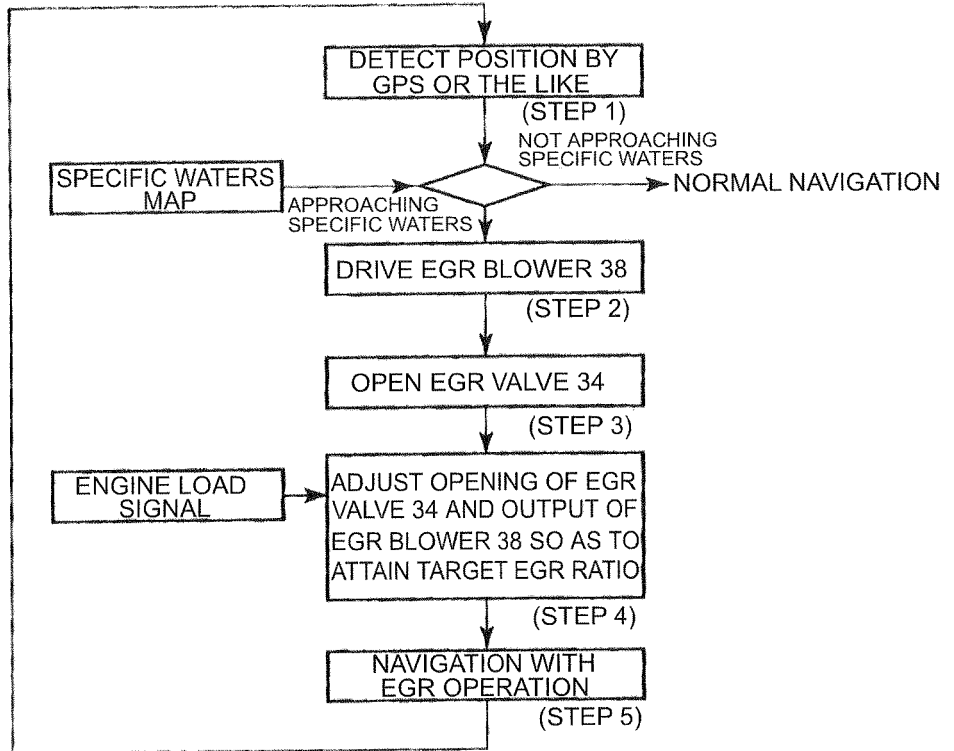 DETECT POSITION BY
GPS OR THE LIKE
(STEP 1)
NOT APPROACHING
SPECIFIC WATERS
SPECIFIC WATERS
MAP
NORMAL NAVIGATION
APPROACHING
SPECIFIC WATERS
DRIVE EGR BLOWER 38
(STEP 2)
OPEN EGR VALVE 34
(STEP 3)
ENGINE LOAD
SIGNAL
ADJUST OPENING OF EGR
VALVE 34 AND OUTPUT OF
EGR BLOWER 38 SO AS TO
ATTAIN TARGET EGR RATIO
(STEP 4)
NAVIGATION WITH
EGR OPERATION
(STEP 5)